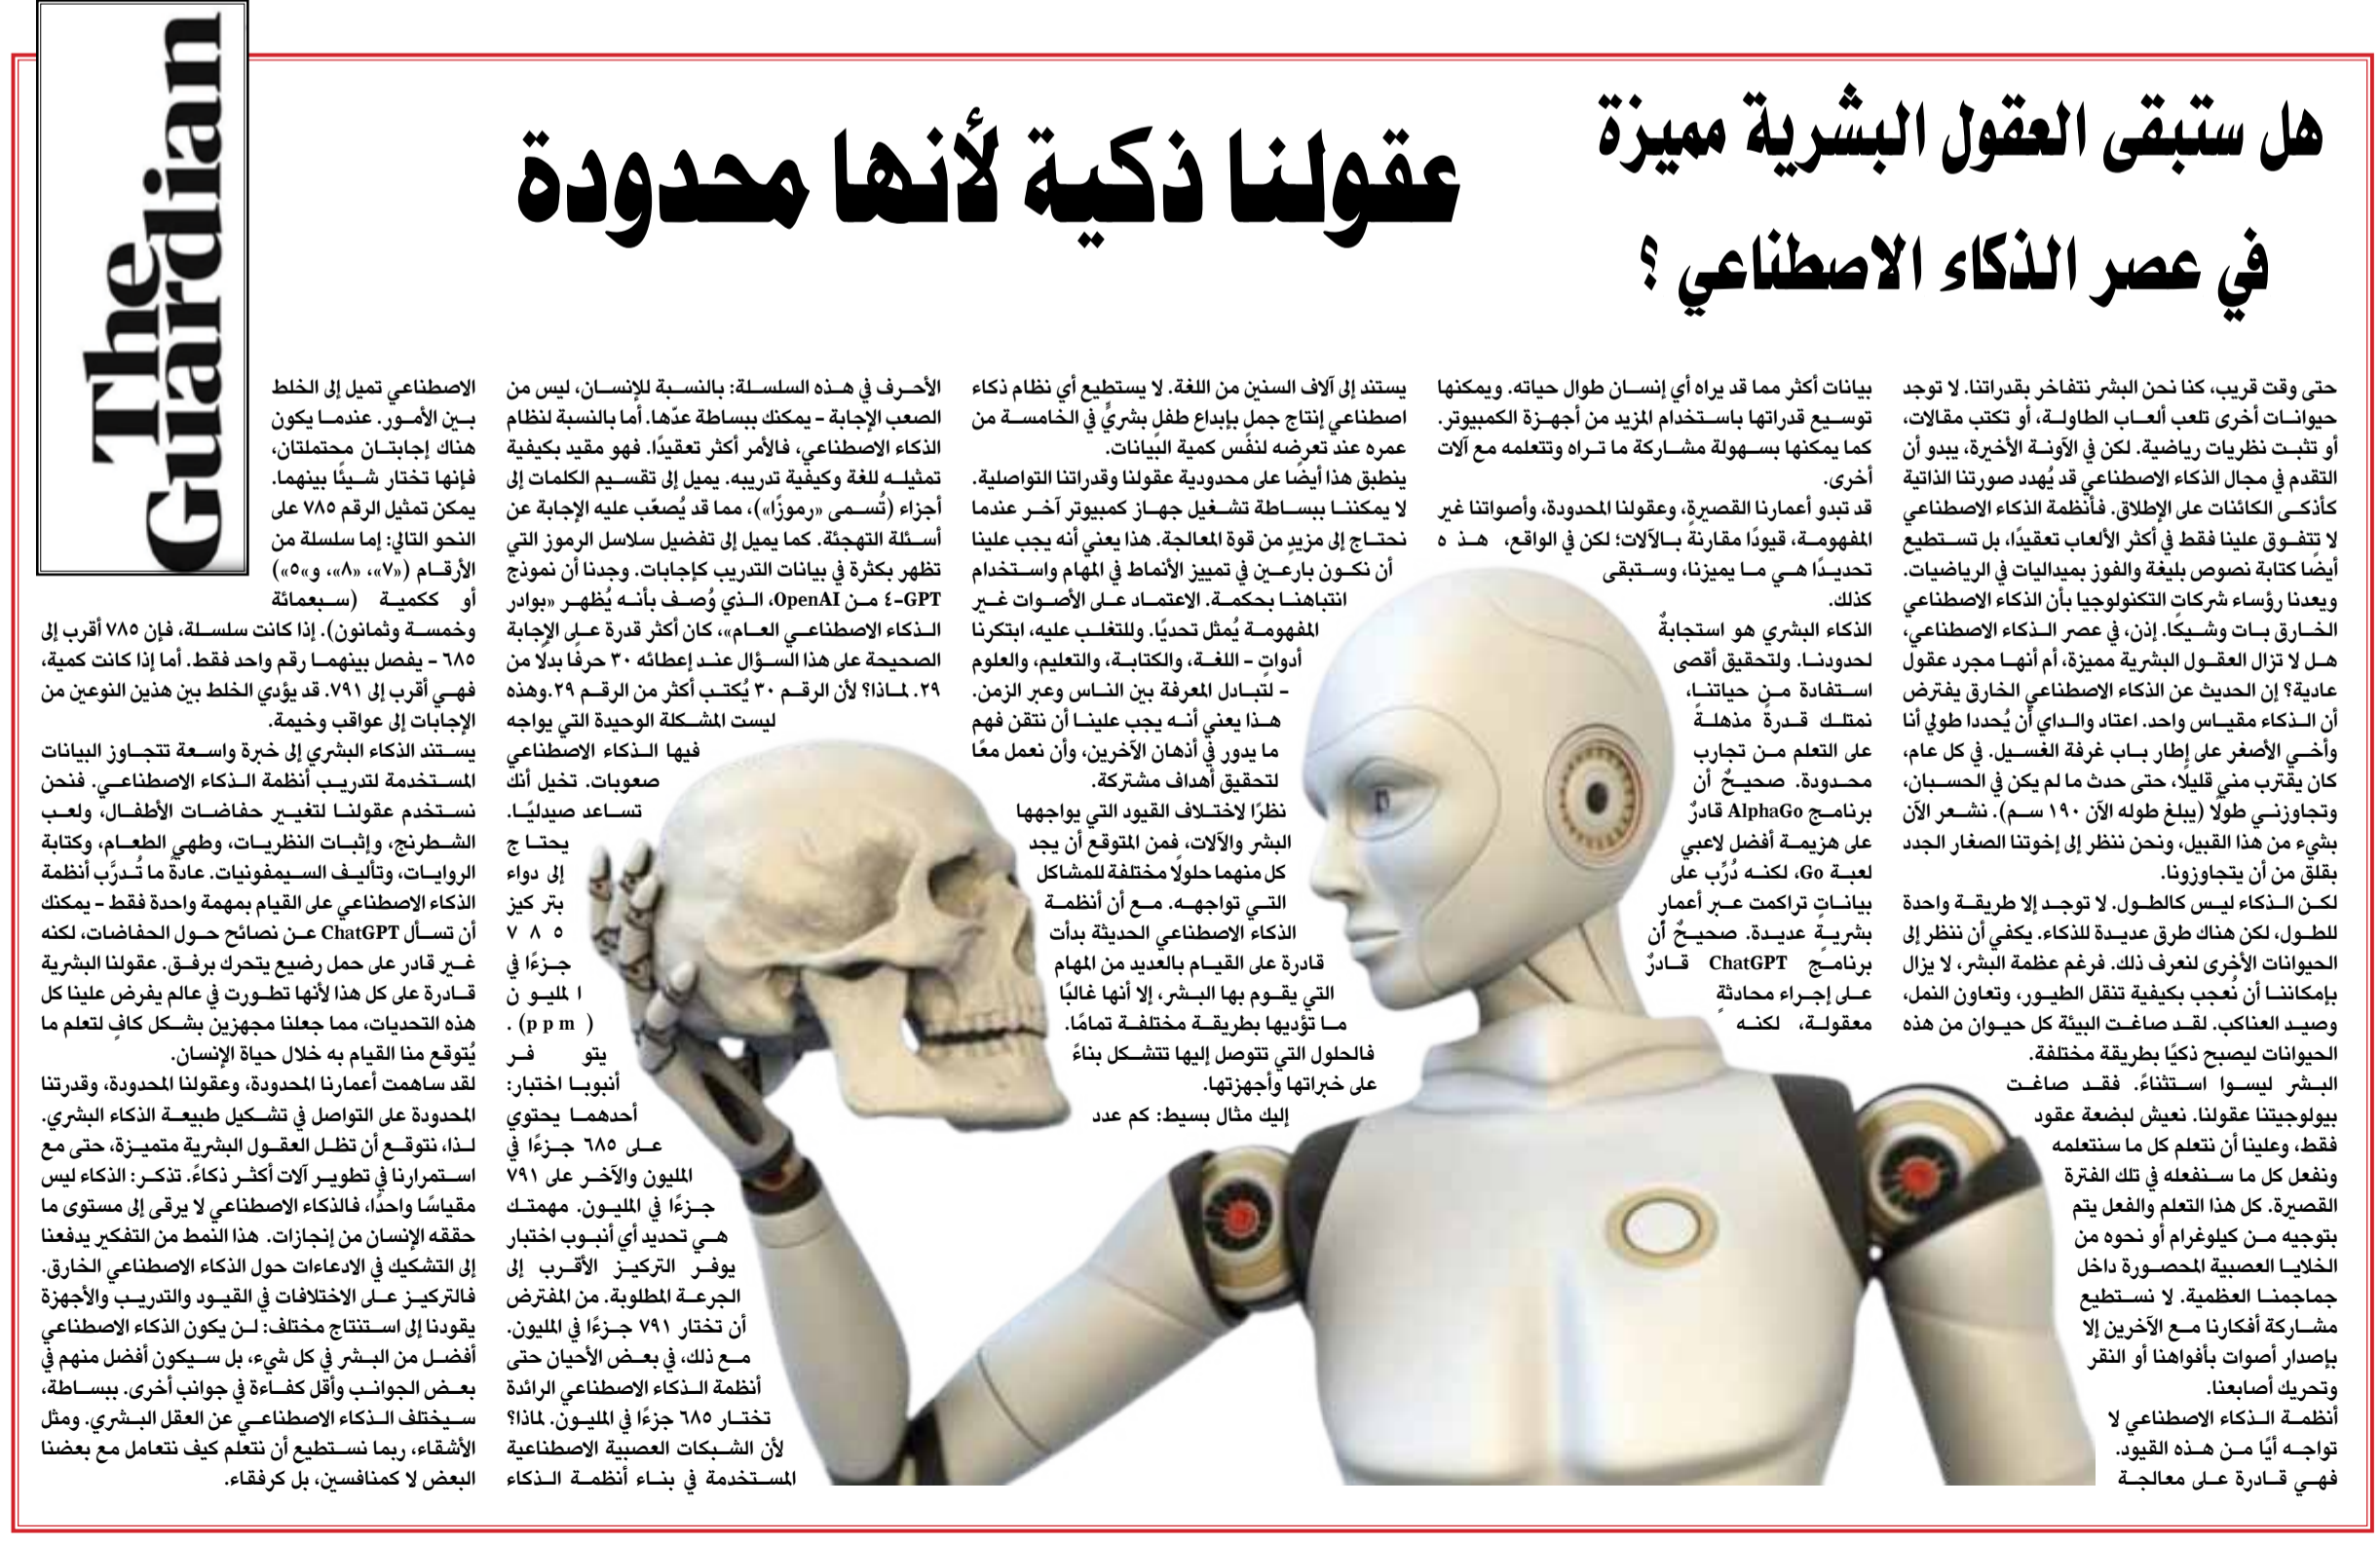 هل ستبقى العقول البشرية مميزة
في عصر الذكاء الاصطناعي ؟
عقولنا ذكية لأنها محدودة
The
Guardian
حتى وقت قريب، كنا نحن البشر نتفاخر بقدراتنا. لا توجد
حيوانات أخرى تلعب ألعاب الطاولة، أو تكتب مقالات،
أو تثبت نظريات رياضية. لكن في الآونة الأخيرة، يبدو أن
التقدم في مجال الذكاء الاصطناعي قد يُهدد صورتنا الذاتية
كأذكى الكائنات على الإطلاق. فأنظمة الذكاء الاصطناعي
لا تتفوق علينا فقط في أكثر الألعاب تعقيدًا، بل تستطيع
أيضًا كتابة نصوص بليغة والفوز بميداليات في الرياضيات.
ويعدنا رؤساء شركات التكنولوجيا بأن الذكاء الاصطناعي
الخارق بات وشيكًا. إذن، في عصر الذكاء الاصطناعي،
هل لا تزال العقول البشرية مميزة، أم أنها مجرد عقول
عادية؟ إن الحديث عن الذكاء الاصطناعي الخارق يفترض
أن الذكاء مقياس واحد. اعتاد والداي أن يُحددا طولي أنا
وأخي الأصغر على إطار باب غرفة الغسيل. في كل عام،
كان يقترب مني قليلًا، حتى حدث ما لم يكن في الحسبان،
وتجاوزني طولًا (يبلغ طوله الآن ١٩٠ سم). نشعر الآن
بشيء من هذا القبيل، ونحن ننظر إلى إخوتنا الصغار الجدد
بقلق من أن يتجاوزونا.
لكن الذكاء ليس كالطول. لا توجد إلا طريقة واحدة
للطول، لكن هناك طرق عديدة للذكاء. يكفي أن ننظر إلى
الحيوانات الأخرى لنعرف ذلك. فرغم عظمة البشر، لا يزال
بإمكاننا أن نُعجب بكيفية تنقل الطيور، وتعاون النمل،
وصيد العناكب. لقد صاغت البيئة كل حيوان من هذه
الحيوانات ليصبح ذكيًا بطريقة مختلفة.
البشر ليسوا استثناءً. فقد صاغت
بيولوجيتنا عقولنا. نعيش لبضعة عقود
فقط، وعلينا أن نتعلم كل ما سنتعلمه
ونفعل كل ما سنفعله في تلك الفترة
القصيرة. كل هذا التعلم والفعل يتم
بتوجيه من كيلوغرام أو نحوه من
الخلايا العصبية المحصورة داخل
جماجمنا العظمية. لا نستطيع
مشاركة أفكارنا مع الآخرين إلا
بإصدار أصوات بأفواهنا أو النقر
وتحريك أصابعنا.
أنظمة الذكاء الاصطناعي لا
تواجه أيًا من هذه القيود.
فهي قادرة على معالجة
بيانات أكثر مما قد يراه أي إنسان طوال حياته. ويمكنها
توسيع قدراتها باستخدام المزيد من أجهزة الكمبيوتر.
كما يمكنها بسهولة مشاركة ما تراه وتتعلمه مع آلات
أخرى.
قد تبدو أعمارنا القصيرة، وعقولنا المحدودة، وأصواتنا غير
المفهومة، قيودًا مقارنةً بالآلات؛ لكن في الواقع، هذ ه
تحديدًا هي ما يميزنا، وستبقى
كذلك.
الذكاء البشري هو استجابةٌ
لحدودنا. ولتحقيق أقصى
استفادة من حياتنا،
نمتلك قدرةً مذهلةً
على التعلم من تجارب
محدودة. صحيحٌ أن
برنامج AlphaGo قادرٌ
على هزيمة أفضل لاعبي
لعبة Go، لكنه دُرِّب على
بياناتٍ تراكمت عبر أعمار
بشريةٍ عديدة. صحيحٌ أن
برنامج ChatGPT قادرٌ
على إجراء محادثةٍ
معقولة، لكنه
يستند إلى آلاف السنين من اللغة. لا يستطيع أي نظام ذكاء
اصطناعي إنتاج جملٍ بإبداع طفلٍ بشريٍّ في الخامسة من
عمره عند تعرضه لنفس كمية البيانات.
ينطبق هذا أيضًا على محدودية عقولنا وقدراتنا التواصلية.
لا يمكننا ببساطة تشغيل جهاز كمبيوتر آخر عندما
نحتاج إلى مزيدٍ من قوة المعالجة. هذا يعني أنه يجب علينا
أن نكون بارعين في تمييز الأنماط في المهام واستخدام
انتباهنا بحكمة. الاعتماد على الأصوات غير
المفهومة يُمثل تحديًا. وللتغلب عليه، ابتكرنا
أدواتٍ – اللغة، والكتابة، والتعليم، والعلوم
– لتبادل المعرفة بين الناس وعبر الزمن.
هذا يعني أنه يجب علينا أن نتقن فهم
ما يدور في أذهان الآخرين، وأن نعمل معًا
لتحقيق أهداف مشتركة.
نظرًا لاختلاف القيود التي يواجهها
البشر والآلات، فمن المتوقع أن يجد
كل منهما حلولًا مختلفة للمشاكل
التي تواجهه. مع أن أنظمة
الذكاء الاصطناعي الحديثة بدأت
قادرة على القيام بالعديد من المهام
التي يقوم بها البشر، إلا أنها غالبًا
ما تؤديها بطريقة مختلفة تمامًا.
فالحلول التي تتوصل إليها تتشكل بناءً
على خبراتها وأجهزتها.
إليك مثال بسيط: كم عدد
الأحرف في هذه السلسلة: بالنسبة للإنسان، ليس من
الصعب الإجابة – يمكنك ببساطة عدّها. أما بالنسبة لنظام
الذكاء الاصطناعي، فالأمر أكثر تعقيدًا. فهو مقيد بكيفية
تمثيله للغة وكيفية تدريبه. يميل إلى تقسيم الكلمات إلى
أجزاء (تُسمى «رموزًا»)، مما قد يُصعّب عليه الإجابة عن
أسئلة التهجئة. كما يميل إلى تفضيل سلاسل الرموز التي
تظهر بكثرة في بيانات التدريب كإجابات. وجدنا أن نموذج
GPT-٤ من OpenAI، الذي وُصف بأنه يُظهر «بوادر
الذكاء الاصطناعي العام»، كان أكثر قدرة على الإجابة
الصحيحة على هذا السؤال عند إعطائه ٣٠ حرفًا بدلًا من
٢٩. لماذا؟ لأن الرقم ٣٠ يُكتب أكثر من الرقم ٢٩.وهذه
ليست المشكلة الوحيدة التي يواجه
فيها الذكاء الاصطناعي
صعوبات. تخيل أنك
تساعد صيدليًا.
يحتا ج
إلى دواء
بتر كيز
٧ ٨ ٥
جزءًا في
ا لمليو ن
( ppm) .
يتو فر
أنبوبا اختبار:
أحدهما يحتوي
على ٦٨٥ جزءًا في
المليون والآخر على ٧٩١
جزءًا في المليون. مهمتك
هي تحديد أي أنبوب اختبار
يوفر التركيز الأقرب إلى
الجرعة المطلوبة. من المفترض
أن تختار ٧٩١ جزءًا في المليون.
مع ذلك، في بعض الأحيان حتى
أنظمة الذكاء الاصطناعي الرائدة
تختار ٦٨٥ جزءًا في المليون. لماذا؟
لأن الشبكات العصبية الاصطناعية
المستخدمة في بناء أنظمة الذكاء
الاصطناعي تميل إلى الخلط
بين الأمور. عندما يكون
هناك إجابتان محتملتان،
فإنها تختار شيئًا بينهما.
يمكن تمثيل الرقم ٧٨٥ على
النحو التالي: إما سلسلة من
الأرقام («٧»، «٨»، و»٥»)
أو ككمية (سبعمائة
وخمسة وثمانون). إذا كانت سلسلة، فإن ٧٨٥ أقرب إلى
٦٨٥ – يفصل بينهما رقم واحد فقط. أما إذا كانت كمية،
فهي أقرب إلى ٧٩١. قد يؤدي الخلط بين هذين النوعين من
الإجابات إلى عواقب وخيمة.
يستند الذكاء البشري إلى خبرة واسعة تتجاوز البيانات
المستخدمة لتدريب أنظمة الذكاء الاصطناعي. فنحن
نستخدم عقولنا لتغيير حفاضات الأطفال، ولعب
الشطرنج، وإثبات النظريات، وطهي الطعام، وكتابة
الروايات، وتأليف السيمفونيات. عادةً ما تُدرَّب أنظمة
الذكاء الاصطناعي على القيام بمهمة واحدة فقط – يمكنك
أن تسأل ChatGPT عن نصائح حول الحفاضات، لكنه
غير قادر على حمل رضيع يتحرك برفق. عقولنا البشرية
قادرة على كل هذا لأنها تطورت في عالم يفرض علينا كل
هذه التحديات، مما جعلنا مجهزين بشكل كافٍ لتعلم ما
يُتوقع منا القيام به خلال حياة الإنسان.
لقد ساهمت أعمارنا المحدودة، وعقولنا المحدودة، وقدرتنا
المحدودة على التواصل في تشكيل طبيعة الذكاء البشري.
لذا، نتوقع أن تظل العقول البشرية متميزة، حتى مع
استمرارنا في تطوير آلات أكثر ذكاءً. تذكر: الذكاء ليس
مقياسًا واحدًا، فالذكاء الاصطناعي لا يرقى إلى مستوى ما
حققه الإنسان من إنجازات. هذا النمط من التفكير يدفعنا
إلى التشكيك في الادعاءات حول الذكاء الاصطناعي الخارق.
فالتركيز على الاختلافات في القيود والتدريب والأجهزة
يقودنا إلى استنتاج مختلف: لن يكون الذكاء الاصطناعي
أفضل من البشر في كل شيء، بل سيكون أفضل منهم في
بعض الجوانب وأقل كفاءة في جوانب أخرى. ببساطة،
سيختلف الذكاء الاصطناعي عن العقل البشري. ومثل
الأشقاء، ربما نستطيع أن نتعلم كيف نتعامل مع بعضنا
البعض لا كمنافسين، بل كرفقاء.